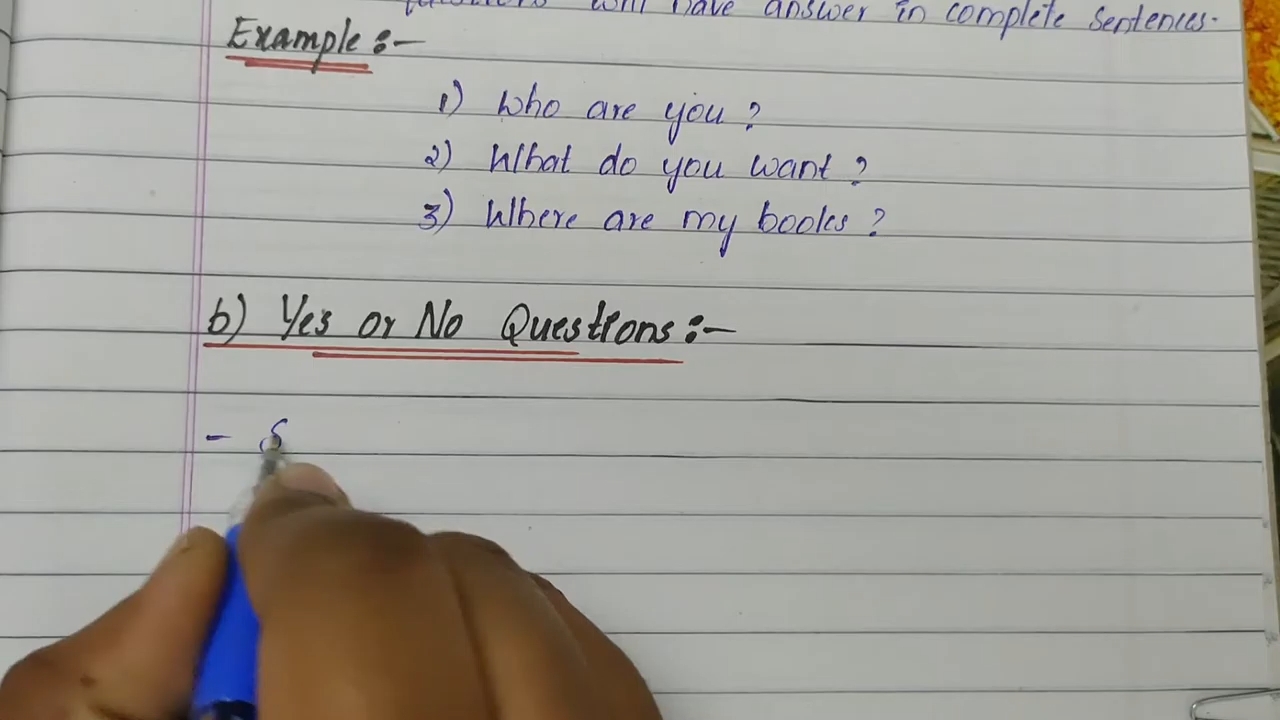 will have answer in complete sentences.
Example :-
1) Who are you ?
2) What do you want ?
3) Where are my books ?
b) Yes or No Questions :-
- S